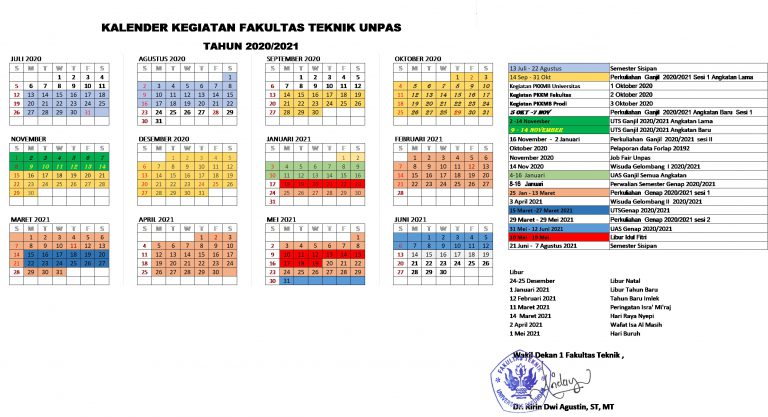 KALENDER KEGIATAN FAKULTAS TEKNIK UNPAS
TAHUN 2020/2021
JULI 2020
S M T W T F S
1 2 3 4
5 6 7 8 9 10 11
12 13 14 15 16 17 18
19 20 21 22 23 24 25
26 27 28 29 30 31
AGUSTUS 2020
S M T W T F S
1
2 3 4 5 6 7 8
9 10 11 12 13 14 15
16 17 18 19 20 21 22
23 24 25 26 27 28 29
30 31
SEPTEMBER 2020
S M T W T F S
1 2 3 4 5
6 7 8 9 10 11 12
13 14 15 16 17 18 19
20 21 22 23 24 25 26
27 28 29 30
OKTOBER 2020
S M T W T F S
1 2 3
4 5 6 7 8 9 10
11 12 13 14 15 16 17
18 19 20 21 22 23 24
25 26 27 28 29 30 31
NOVEMBER
S M T W T F S
1 2 3 4 5 6 7
8 9 10 11 12 13 14
15 16 17 18 19 20 21
22 23 24 25 26 27 28
29 30
DESEMBER 2020
S M T W T F S
1 2 3 4 5
6 7 8 9 10 11 12
13 14 15 16 17 18 19
20 21 22 23 24 25 26
27 28 29 30 31
JANUARI 2021
S M T W T F S
1 2
3 4 5 6 7 8 9
10 11 12 13 14 15 16
17 18 19 20 21 22 23
24 25 26 27 28 29 30
31
FEBRUARI 2021
S M T W T F S
1 2 3 4 5 6
7 8 9 10 11 12 13
14 15 16 17 18 19 20
21 22 23 24 25 26 27
28
MARET 2021
S M T W T F S
1 2 3 4 5 6
7 8 9 10 11 12 13
14 15 16 17 18 19 20
21 22 23 24 25 26 27
28 29 30 31
APRIL 2021
S M T W T F S
1 2 3
4 5 6 7 8 9 10
11 12 13 14 15 16 17
18 19 20 21 22 23 24
25 26 27 28 29 30
MEI 2021
S M T W T F S
1
2 3 4 5 6 7 8
9 10 11 12 13 14 15
16 17 18 19 20 21 22
23 24 25 26 27 28 29
30 31
JUNI 2021
S M T W T F S
1 2 3 4 5
6 7 8 9 10 11 12
13 14 15 16 17 18 19
20 21 22 23 24 25 26
27 28 29 30
13 Juli - 22 Agustus Semester Sisipan
14 Sep - 31 Okt Perkuliahan Ganjil 2020/2021 Sesi 1 Angkatan Lama
Kegiatan PKKMB Universitas 1 Oktober 2020
Kegiatan PKKM Fakultas 2 Oktober 2020
Kegiatan PKKMB Prodi 3 Oktober 2020
5 OKT - 7 NOV Perkuliahan Ganjil 2020/2021 Angkatan Baru Sesi 1
2 -14 November UTS Ganjil 2020/2021 Angkatan Lama
9 - 14 NOVEMBER UTS Ganjil 2020/2021 Angkatan Baru
16 November - 2 Januari Perkuliahan Ganjil 2020/2021 sesi II
Oktober 2020 Pelaporan data Forlap 20192
November 2020 Job Fair Unpas
14 Nov 2020 Wisuda Gelombang I 2020/2021
4-16 Januari UAS Ganjil Semua Angkatan
8-16 Januari Perwalian Semester Genap 2020/2021
25 Jan - 13 Maret Perkuliahan Genap 2020/2021 sesi 1
3 April 2021 Wisuda Gelombang II 2020/2021
15 Maret -27 Maret 2021 UTSGenap 2020/2021
29 Maret - 29 Mei 2021 Perkuliahan Genap 2020/2021 sesi 2
31 Mei - 12 Juni 2021 UAS Genap 2020/2021
10 Mei - 19 Mei Libur Idul Fitri
21 Juni - 7 Agustus 2021 Semester Sisipan
Libur
24-25 Desember Libur Natal
1 Januari 2021 Libur Tahun Baru
12 Februari 2021 Tahun Baru Imlek
11 Maret 2021 Peringatan Isra' Mi'raj
14 Maret 2021 Hari Raya Nyepi
2 April 2021 Wafat Isa Al Masih
1 Mei 2021 Hari Buruh
Wakil Dekan 1 Fakultas Teknik ,
FAKULTAS TEKNIK
Dr. Ririn Dwi Agustin, ST, MT